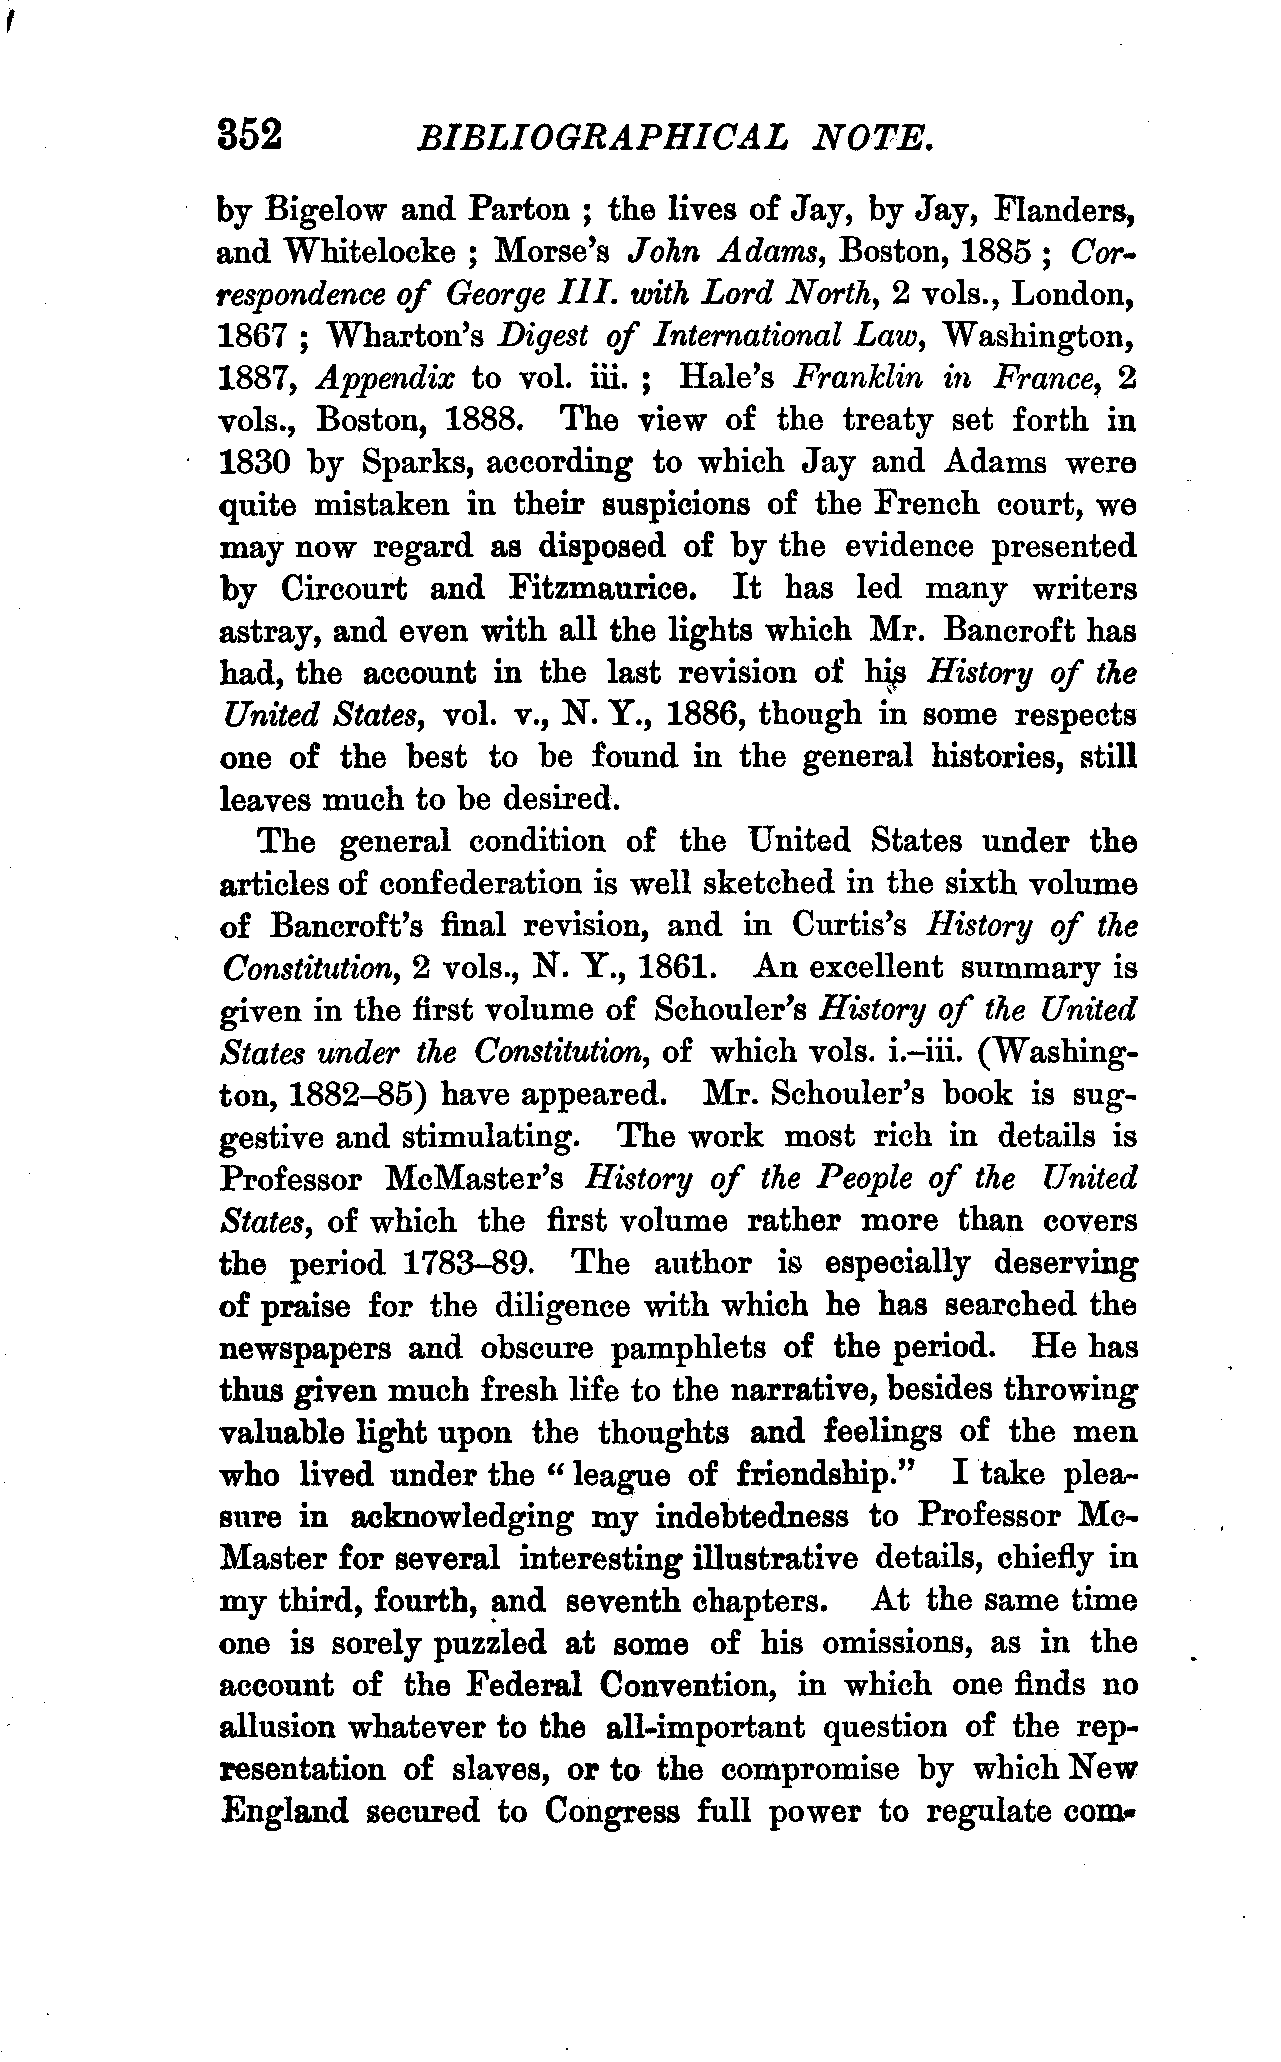 352 BIBLIOGRAPHICAL NOTE.
by Bigelow and Parton ; the lives of Jay, by Jay, Flanders,
and Whitelocke ; Morse's John Adams, Boston, 1885 ; Cor-
respondence of George III. with Lord North, 2 vols., London,
1867 ; Wharton's Digest of International Law, Washington,
1887, Appendix to vol. iii. ; Hale's Franklin in France, 2
vols., Boston, 1888. The view of the treaty set forth in
1830 by Sparks, according to which Jay and Adams were
quite mistaken in their suspicions of the French court, we
may now regard as disposed of by the evidence presented
by Circourt and Fitzmaurice. It has led many writers
astray, and even with all the lights which Mr. Bancroft has
had, the account in the last revision of his History of the
United States, vol. v., N. Y., 1886, though in some respects
one of the best to be found in the general histories, still
leaves much to be desired.
The general condition of the United States under the
articles of confederation is well sketched in the sixth volume
of Bancroft's final revision, and in Curtis's History of the
Constitution, 2 vols., N. Y., 1861. An excellent summary is
given in the first volume of Schouler's History of the United
States under the Constitution, of which vols. i.–iii. (Washing-
ton, 1882–85) have appeared. Mr. Schouler's book is sug-
gestive and stimulating. The work most rich in details is
Professor McMaster's History of the People of the United
States, of which the first volume rather more than covers
the period 1783–89. The author is especially deserving
of praise for the diligence with which he has searched the
newspapers and obscure pamphlets of the period. He has
thus given much fresh life to the narrative, besides throwing
valuable light upon the thoughts and feelings of the men
who lived under the “ league of friendship.” I take plea-
sure in acknowledging my indebtedness to Professor Mc-
Master for several interesting illustrative details, chiefly in
my third, fourth, and seventh chapters. At the same time
one is sorely puzzled at some of his omissions, as in the
account of the Federal Convention, in which one finds no
allusion whatever to the all-important question of the rep-
resentation of slaves, or to the compromise by which New
England secured to Congress full power to regulate com-